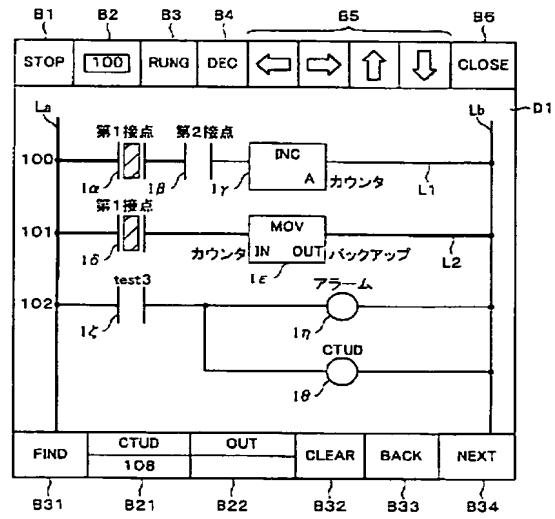 B1 B2 B3 B4 B5 B6
STOP 100 RUNG DEC CLOSE
La Lb D1
第1接点 第2接点
100 INC
A カウンタ
1α 1β 1γ L1
第1接点
101 MOV
カウンタ IN OUT バックアップ
1δ 1ε L2
test3 アラーム
102
1ζ 1η
CTUD
1θ
FIND CTUD OUT CLEAR BACK NEXT
108
B31 B21 B22 B32 B33 B34